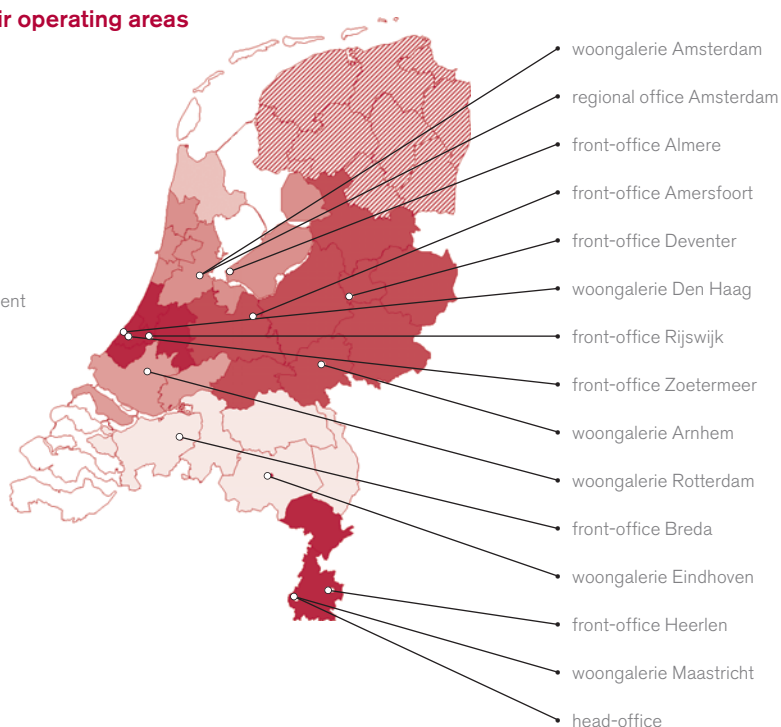 ir operating areas
woongalerie Amsterdam
regional office Amsterdam
front-office Almere
front-office Amersfoort
front-office Deventer
ent
woongalerie Den Haag
front-office Rijswijk
front-office Zoetermeer
woongalerie Arnhem
woongalerie Rotterdam
front-office Breda
woongalerie Eindhoven
front-office Heerlen
woongalerie Maastricht
head-office